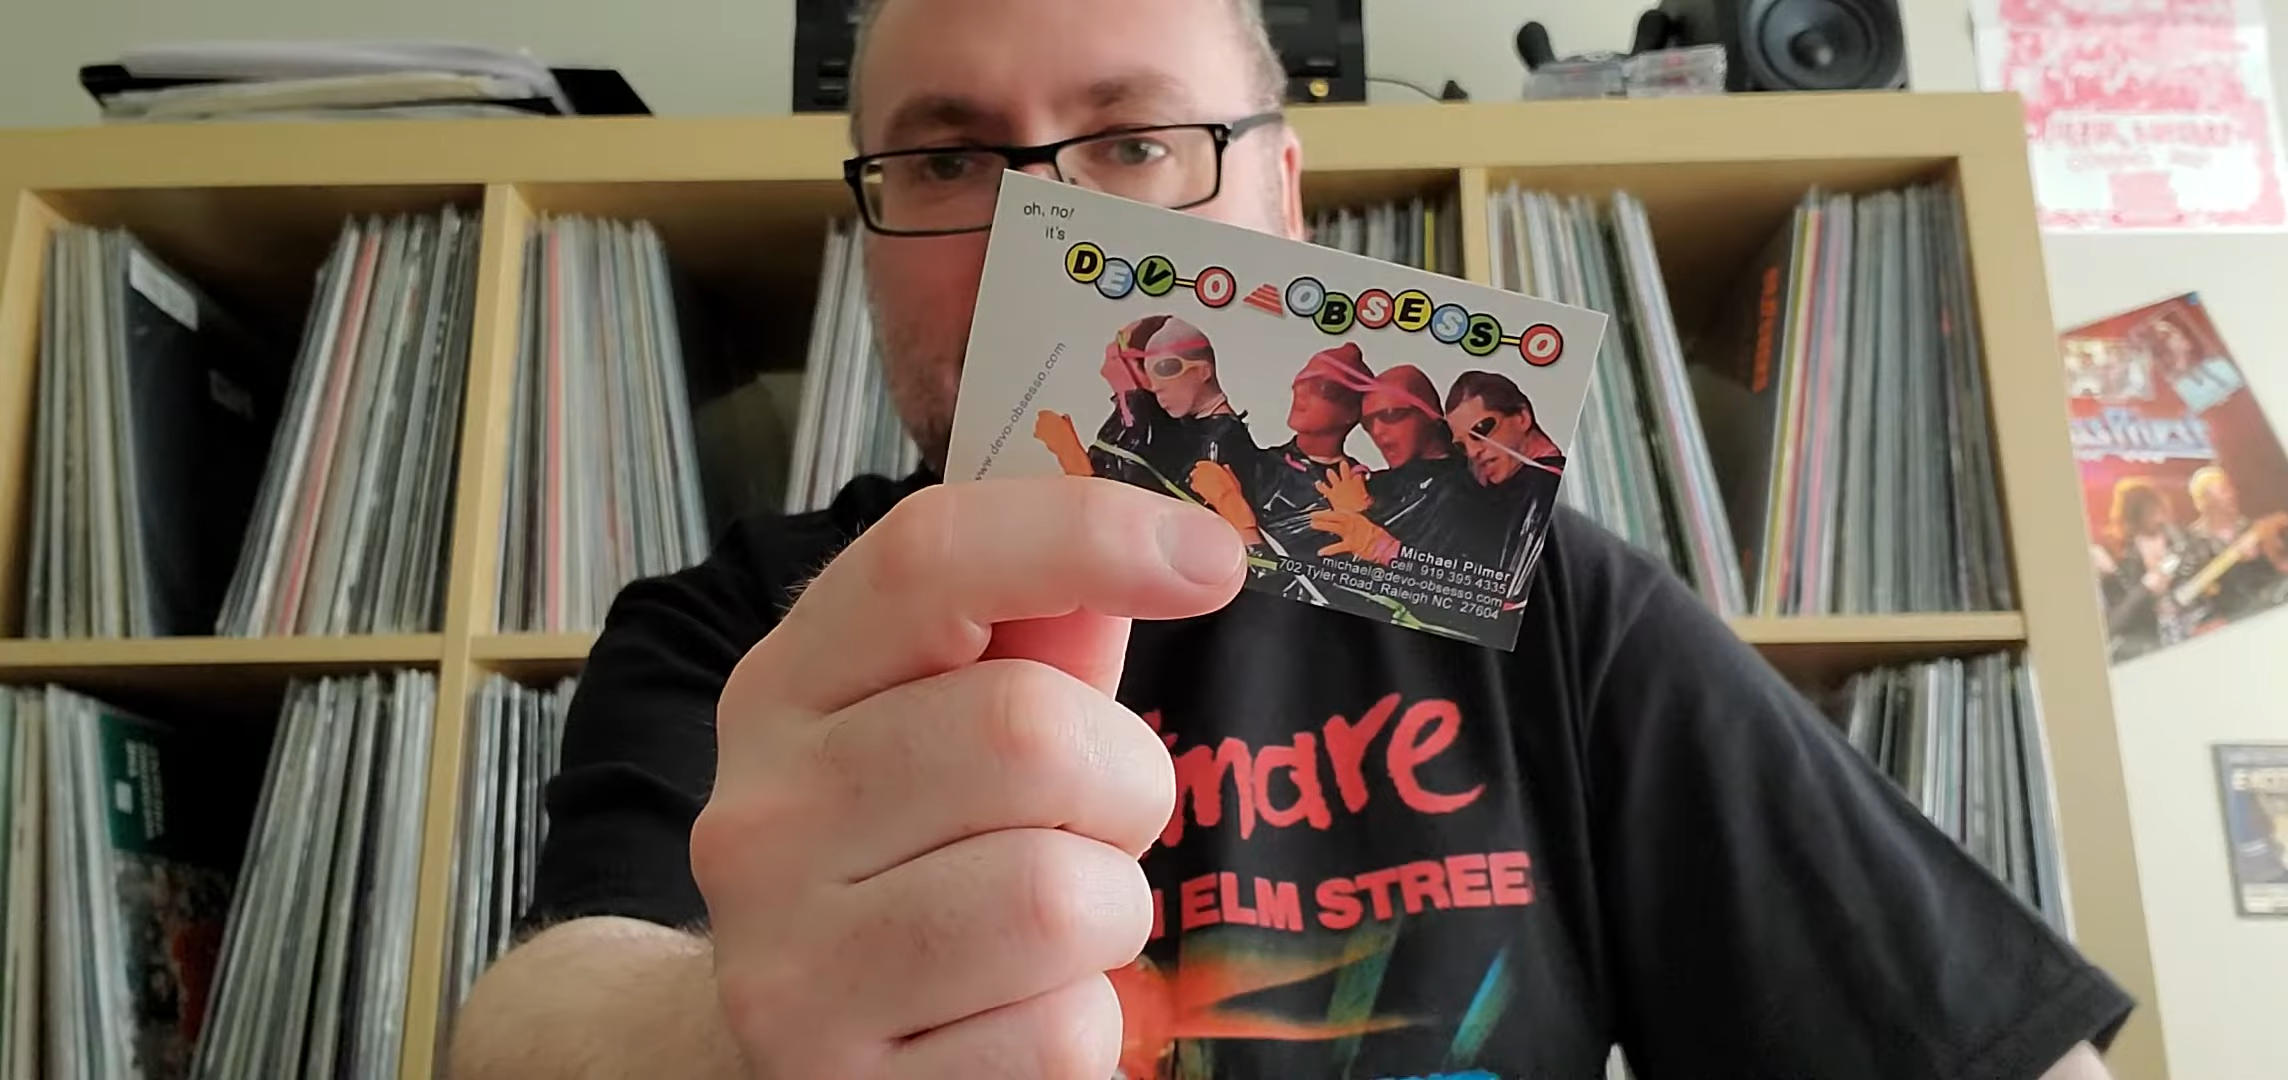 oh, no!
it's
DEV-O OBSESS-O
www.devo-obsesso.com
Michael Pilmer
cell 919 395 4335
michael@devo-obsesso.com
702 Tyler Road, Raleigh NC 27604
mare
ELM STREE